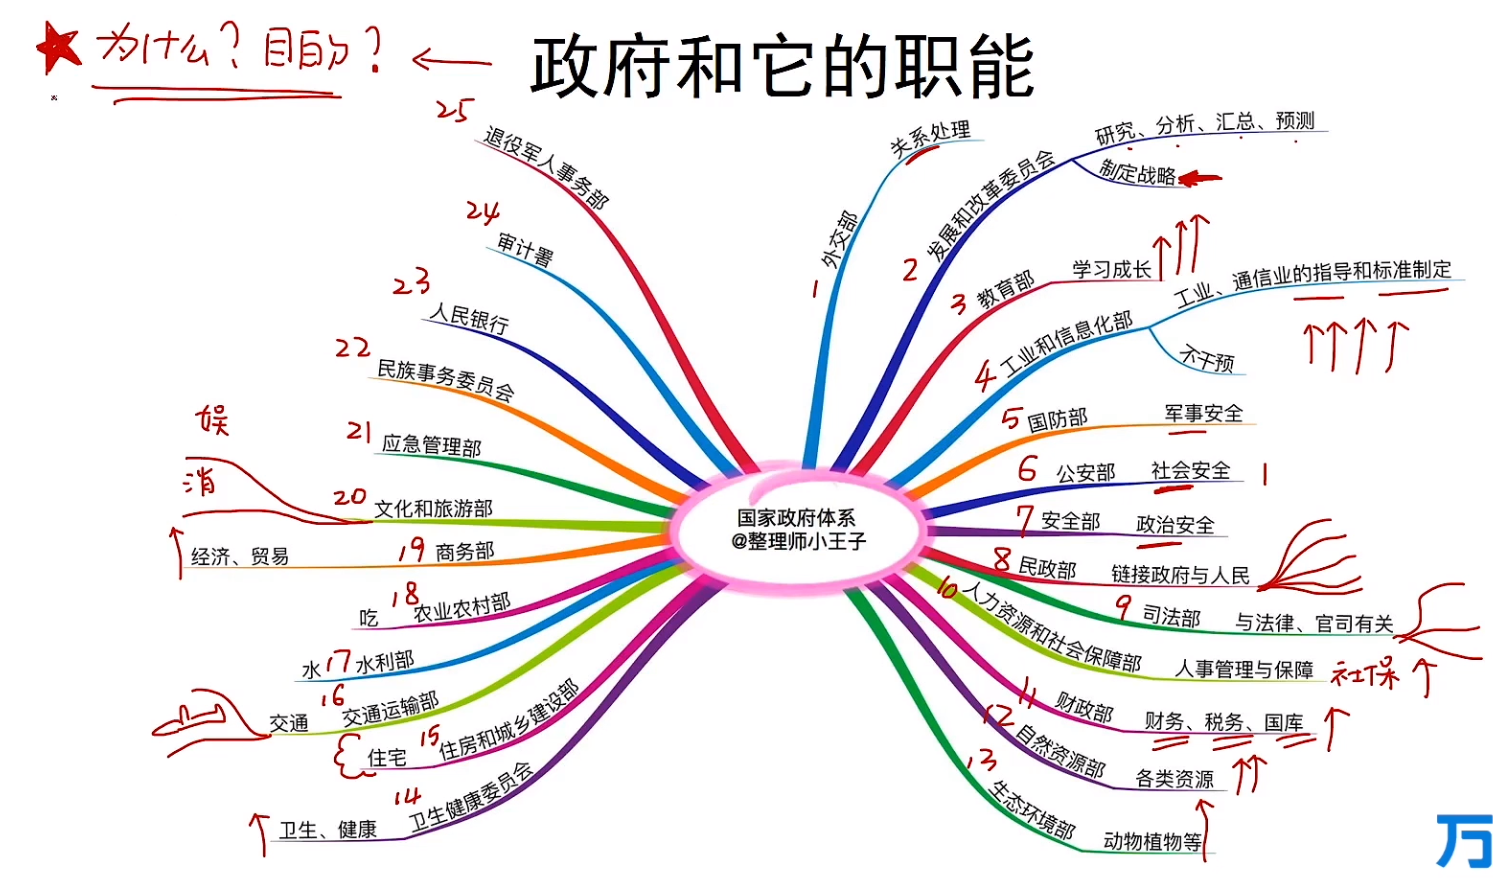 为什么？目的？
政府和它的职能
国家政府体系
@整理师小王子
1 外交部
关系处理
2 发展和改革委员会
研究、分析、汇总、预测
制定战略
3 教育部
学习成长
4 工业和信息化部
工业、通信业的指导和标准制定
不干预
5 国防部
军事安全
6 公安部
社会安全
1
7 安全部
政治安全
8 民政部
链接政府与人民
9 司法部
与法律、官司有关
10 人力资源和社会保障部
人事管理与保障
社保
11 财政部
财务、税务、国库
12 自然资源部
各类资源
13 生态环境部
动物植物等
14 卫生健康委员会
卫生、健康
15 住房和城乡建设部
住宅
16 交通运输部
交通
17 水利部
水
18 农业农村部
吃
19 商务部
经济、贸易
20 文化和旅游部
娱
消
21 应急管理部
22 民族事务委员会
23 人民银行
24 审计署
25 退役军人事务部
万